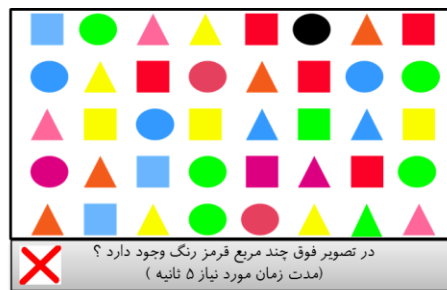 در تصویر فوق چند مربع قرمز رنگ وجود دارد ؟
(مدت زمان مورد نیاز ۵ ثانیه )